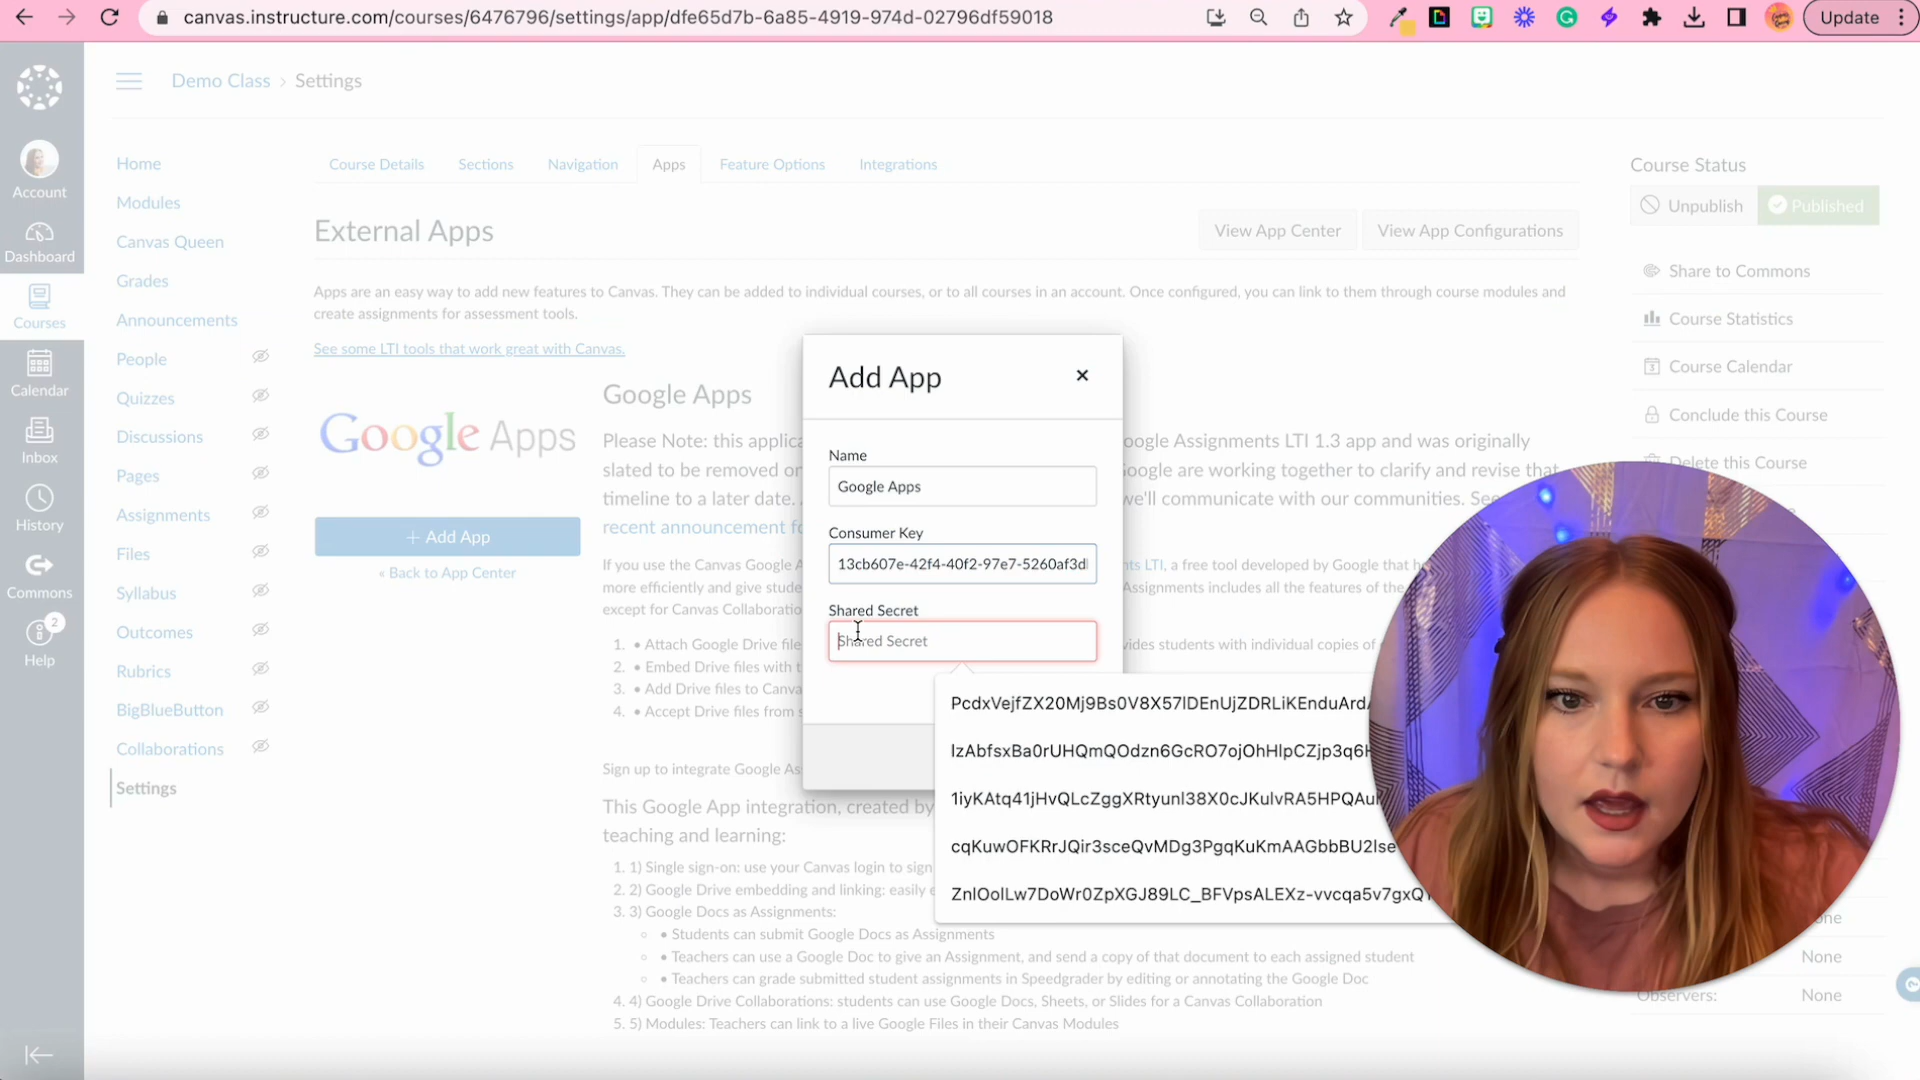 canvas.instructure.com/courses/6476796/settings/app/dfe65d7b-6a85-4919-974d-02796df59018
Update
Demo Class > Settings
Account
Dashboard
Courses
Calendar
Inbox
History
Commons
2
Help
Home
Modules
Canvas Queen
Grades
Announcements
People
Quizzes
Discussions
Pages
Assignments
Files
Syllabus
Outcomes
Rubrics
BigBlueButton
Collaborations
Settings
Course Details
Sections
Navigation
Apps
Feature Options
Integrations
External Apps
View App Center
View App Configurations
Apps are an easy way to add new features to Canvas. They can be added to individual courses, or to all courses in an account. Once configured, you can link to them through course modules and
create assignments for assessment tools.
See some LTI tools that work great with Canvas.
Google Apps
+ Add App
« Back to App Center
Google Apps
Please Note: this applica oogle Assignments LTI 1.3 app and was originally
slated to be removed on Google are working together to clarify and revise that
timeline to a later date. we'll communicate with our communities. See
recent announcement fo
If you use the Canvas Google A ts LTI, a free tool developed by Google that
more efficiently and give stude Assignments includes all the features of the
except for Canvas Collaboratio
1. • Attach Google Drive file vides students with individual copies of
2. • Embed Drive files with t
3. • Add Drive files to Canva
4. • Accept Drive files from s
Sign up to integrate Google As
This Google App integration, created by
teaching and learning:
1. 1) Single sign-on: use your Canvas login to sign
2. 2) Google Drive embedding and linking: easily e
3. 3) Google Docs as Assignments:
• Students can submit Google Docs as Assignments
• Teachers can use a Google Doc to give an Assignment, and send a copy of that document to each assigned student
• Teachers can grade submitted student assignments in Speedgrader by editing or annotating the Google Doc
4. 4) Google Drive Collaborations: students can use Google Docs, Sheets, or Slides for a Canvas Collaboration
5. 5) Modules: Teachers can link to a live Google Files in their Canvas Modules
Add App
Name
Google Apps
Consumer Key
13cb607e-42f4-40f2-97e7-5260af3d
Shared Secret
Shared Secret
PcdxVejfZX20Mj9Bs0V8X57lDEnUjZDRLiKEnduArdA
IzAbfsxBa0rUHQmQOdzn6GcRO7ojOhHlpCZjp3q6H
1iyKAtq41jHvQLcZggXRtyunl38X0cJKulvRA5HPQAu
cqKuwOFKRrJQir3sceQvMDg3PgqKuKmAAGbbBU2lse
ZnlOolLw7DoWr0ZpXGJ89LC_BFVpsALEXz-vvcqa5v7gxQ
Course Status
Unpublish
Published
Share to Commons
Course Statistics
Course Calendar
Conclude this Course
Delete this Course
None
Observers: None